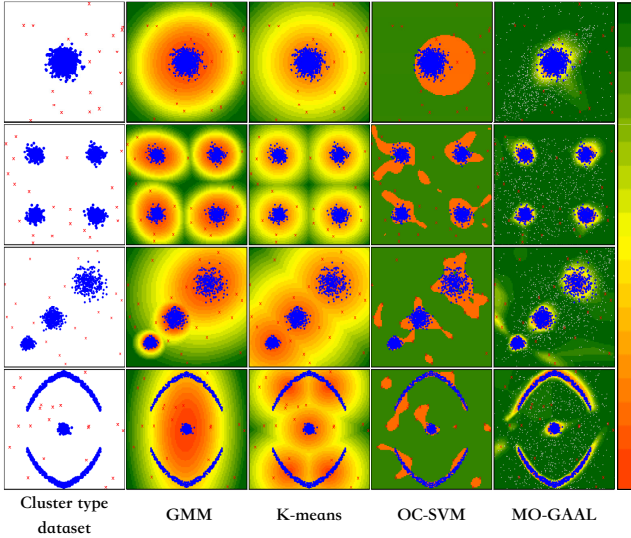 Cluster type dataset
GMM
K-means
OC-SVM
MO-GAAL